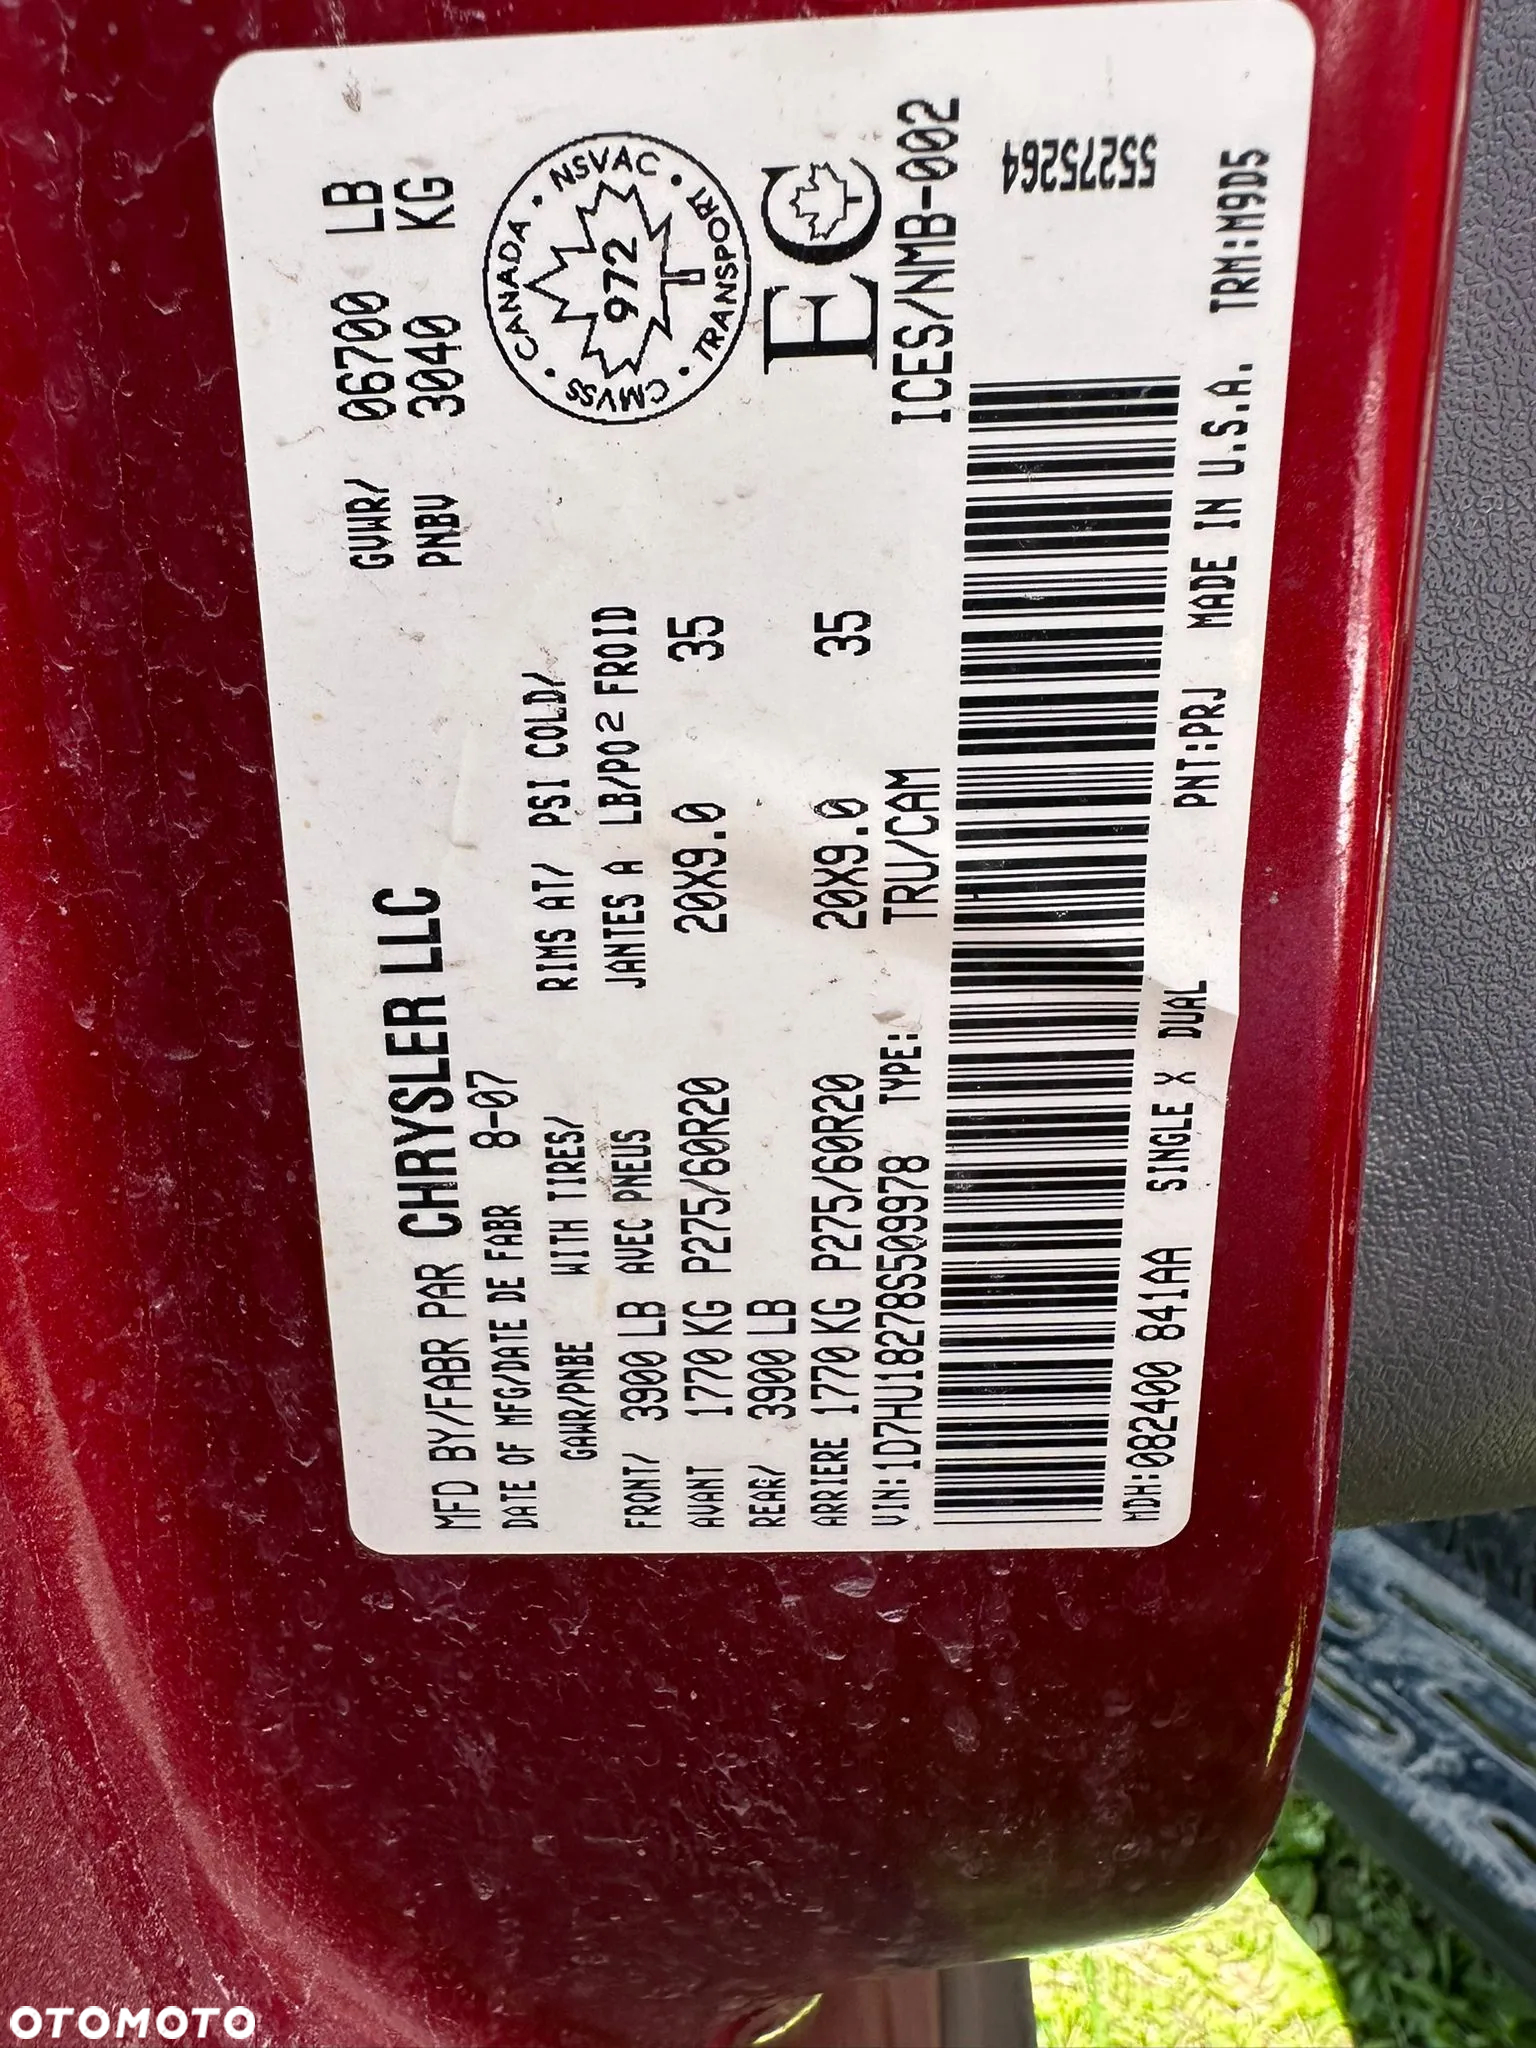 MFD BY/FABR PAR CHRYSLER LLC
DATE OF MFG/DATE DE FABR 8-07
GVWR/ 06700 LB
PNBV 3040 KG
GAWR/PNBE WITH TIRES/ RIMS AT/ PSI COLD/
AVEC PNEUS JANTES A LB/PO² FROID
FRONT/ 3900 LB
AVANT 1770 KG P275/60R20 20X9.0 35
REAR/ 3900 LB
ARRIERE 1770 KG P275/60R20 20X9.0 35
VIN:1D7HU18278S509978 TYPE: TRU/CAM
CANADA • NSVAC • TRANSPORT • CMVSS •
972
EC
ICES/NMB-002
55275264
SINGLE X DUAL
MDH:082400 841AA
PNT:PRJ
MADE IN U.S.A.
TRM:M9D5
OTOMOTO